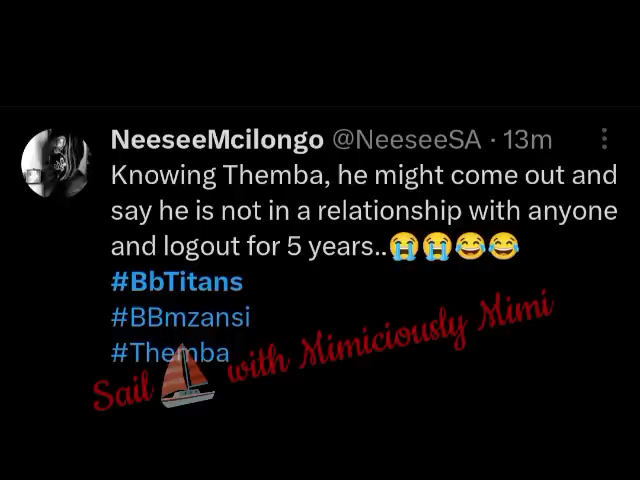 NeeseeMcilongo @NeeseeSA · 13m
Knowing Themba, he might come out and
say he is not in a relationship with anyone
and logout for 5 years..😭😭😂😂
#BbTitans
#BBmzansi
#Themba
Sail with Mimiciously Mimi